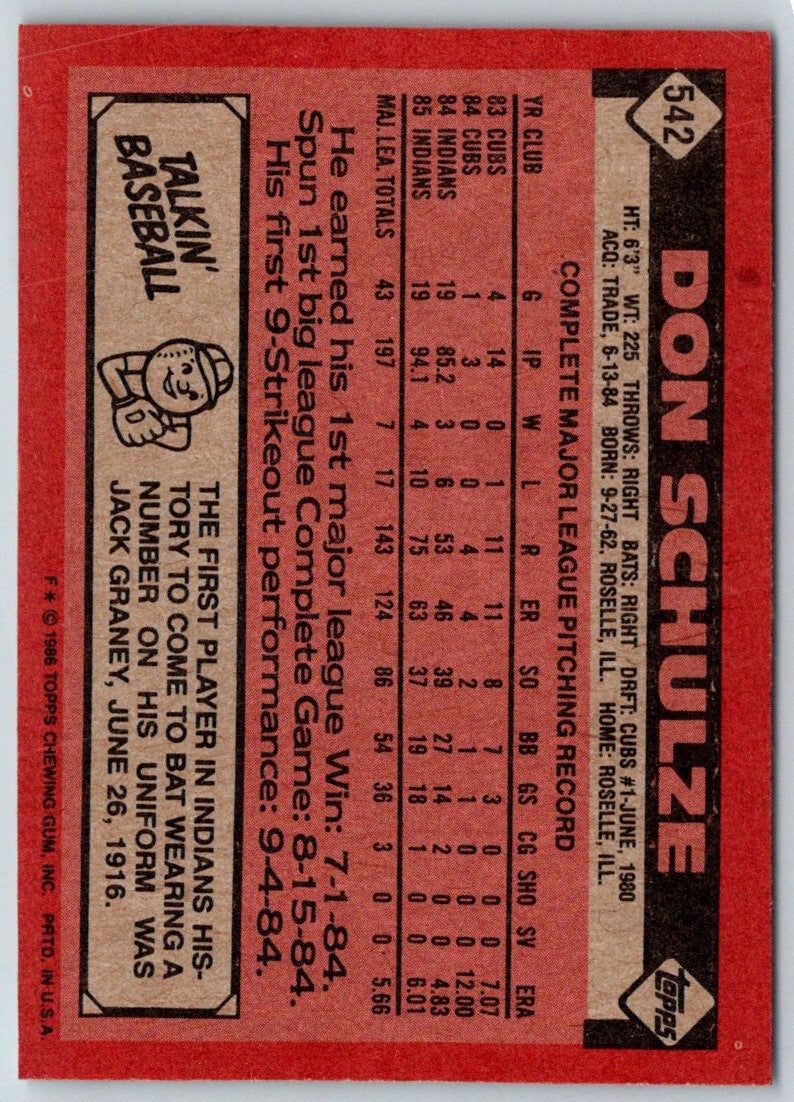 542
DON SCHULZE
topps
HT: 6'3" WT: 225 THROWS: RIGHT BATS: RIGHT DRFT: CUBS #1-JUNE, 1980
ACQ: TRADE, 6-13-84 BORN: 9-27-62, ROSELLE, ILL. HOME: ROSELLE, ILL.
COMPLETE MAJOR LEAGUE PITCHING RECORD
YR CLUB G IP W L R ER SO BB GS CG SHO SV ERA
83 CUBS 4 14 0 1 11 11 8 7 3 0 0 0 7.07
84 CUBS 1 3 0 0 4 4 2 1 1 0 0 0 12.00
84 INDIANS 19 85.2 3 6 53 46 39 27 14 2 0 0 4.83
85 INDIANS 19 94.1 4 10 75 63 37 19 18 1 0 0 6.01
MAJ. LEA. TOTALS 43 197 7 17 143 124 86 54 36 3 0 0 5.66
He earned his 1st major league Win: 7-1-84.
Spun 1st big league Complete Game: 8-15-84.
His first 9-Strikeout performance: 9-4-84.
TALKIN'
BASEBALL
THE FIRST PLAYER IN INDIANS HIS-
TORY TO COME TO BAT WEARING A
NUMBER ON HIS UNIFORM WAS
JACK GRANEY, JUNE 26, 1916.
F* © 1986 TOPPS CHEWING GUM, INC. PRTD. IN U.S.A.